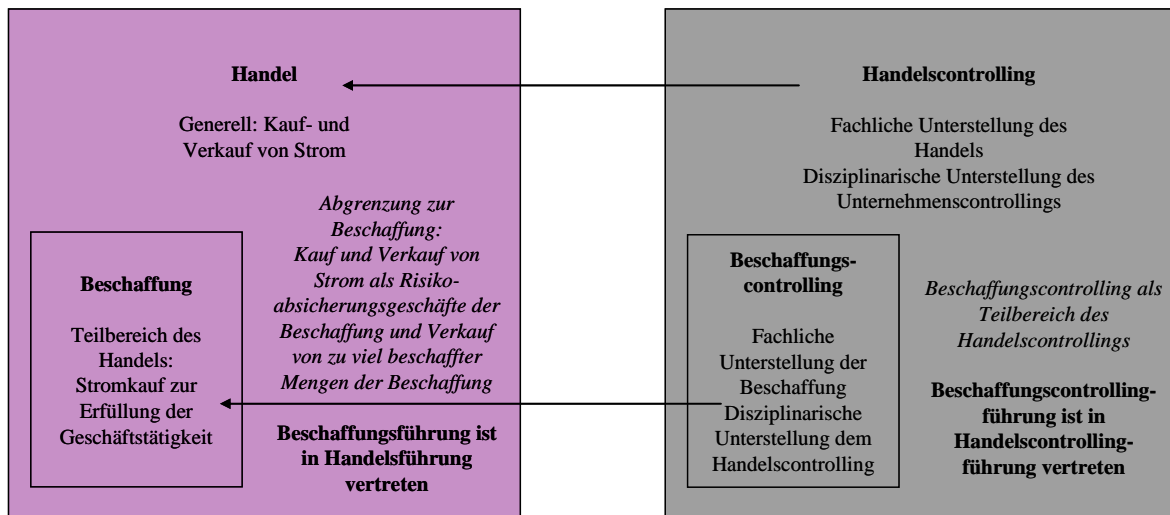 Handel
Generell: Kauf- und
Verkauf von Strom
Abgrenzung zur
Beschaffung:
Kauf und Verkauf von
Strom als Risiko-
absicherungsgeschäfte der
Beschaffung und Verkauf
von zu viel beschaffter
Mengen der Beschaffung
Beschaffungsführung ist
in Handelsführung
vertreten
Beschaffung
Teilbereich des
Handels:
Stromkauf zur
Erfüllung der
Geschäftstätigkeit
Handelscontrolling
Fachliche Unterstellung des
Handels
Disziplinarische Unterstellung des
Unternehmenscontrollings
Beschaffungs-
controlling
Fachliche
Unterstellung der
Beschaffung
Disziplinarische
Unterstellung dem
Handelscontrolling
Beschaffungscontrolling als
Teilbereich des
Handelscontrollings
Beschaffungscontrolling-
führung ist in
Handelscontrolling-
führung vertreten